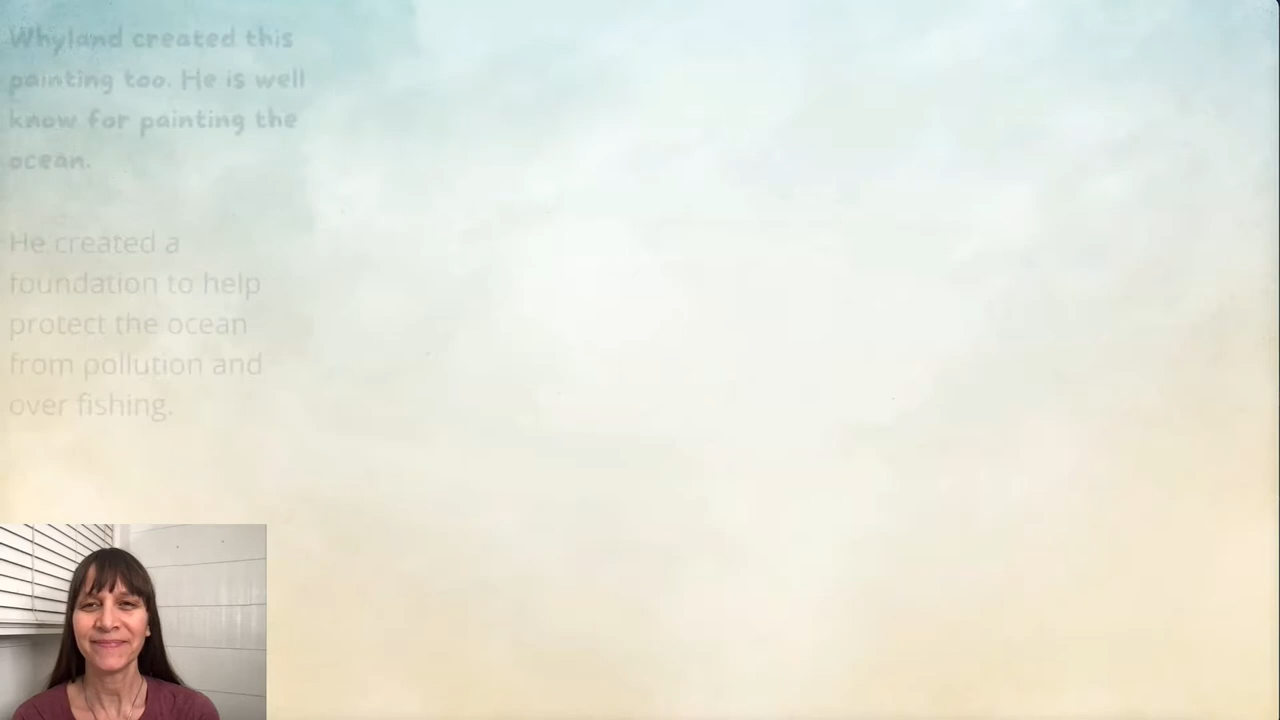 Whyland created this
painting too. He is well
know for painting the
ocean.
He created a
foundation to help
protect the ocean
from pollution and
over fishing.